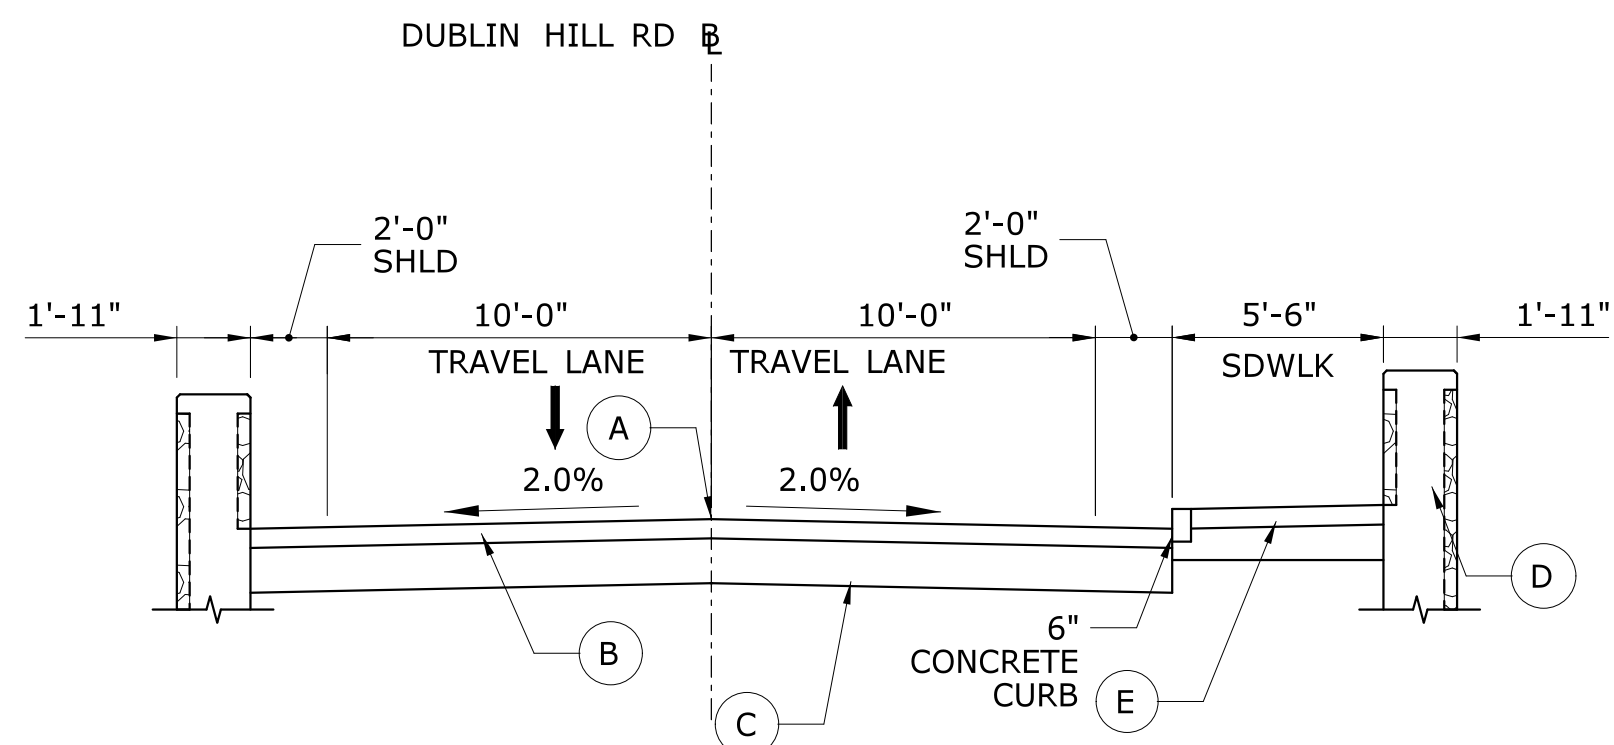 DUBLIN HILL RD BL
2'-0"
SHLD
2'-0"
SHLD
1'-11"
10'-0"
10'-0"
5'-6"
1'-11"
TRAVEL LANE
TRAVEL LANE
SDWLK
A
2.0%
2.0%
D
6"
CONCRETE
CURB
B
E
C